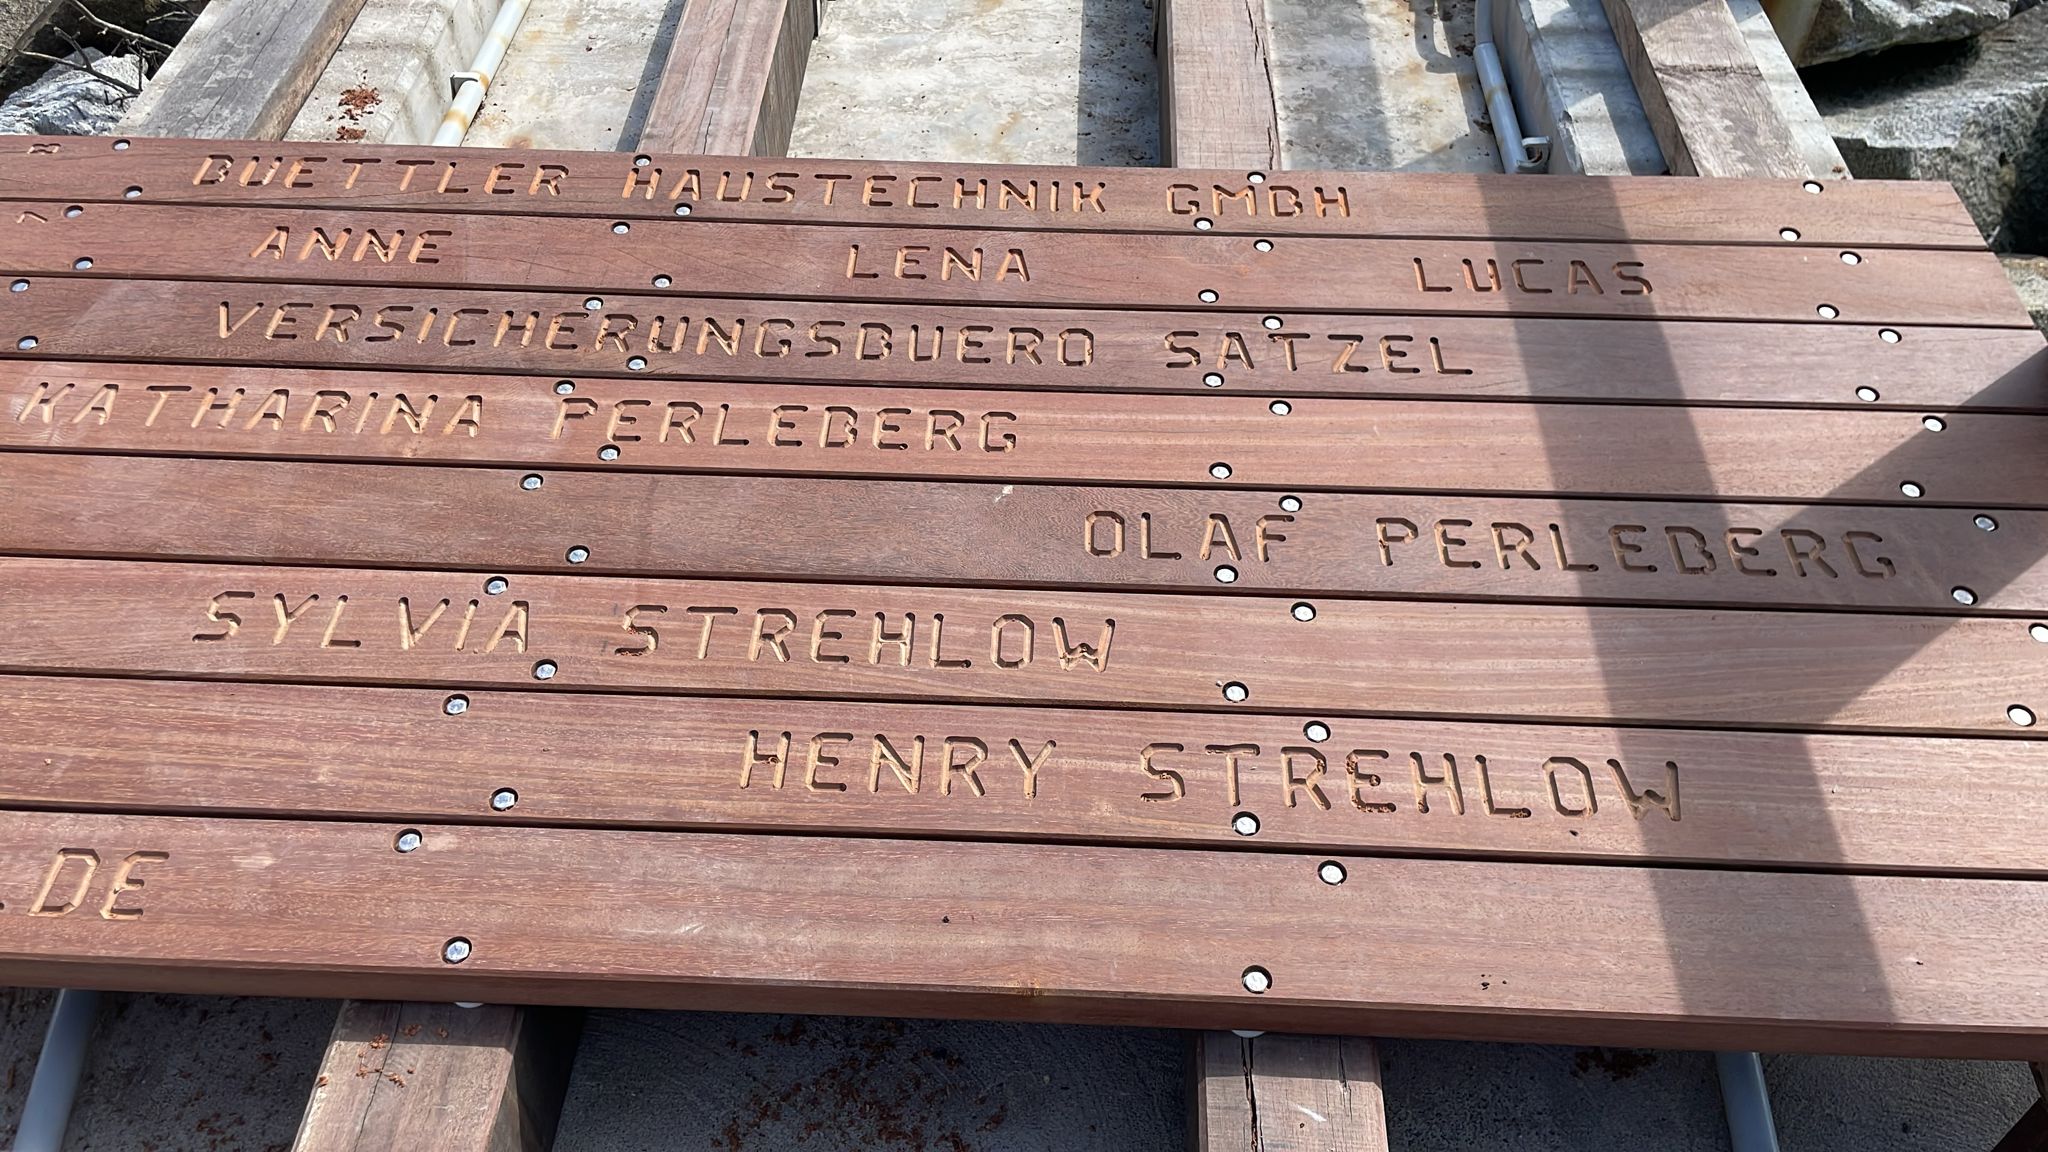 BUETTLER HAUSTECHNIK GMBH
ANNE LENA LUCAS
VERSICHERUNGSBUERO SATZEL
KATHARINA PERLEBERG
OLAF PERLEBERG
SYLVIA STREHLOW
HENRY STREHLOW
.DE